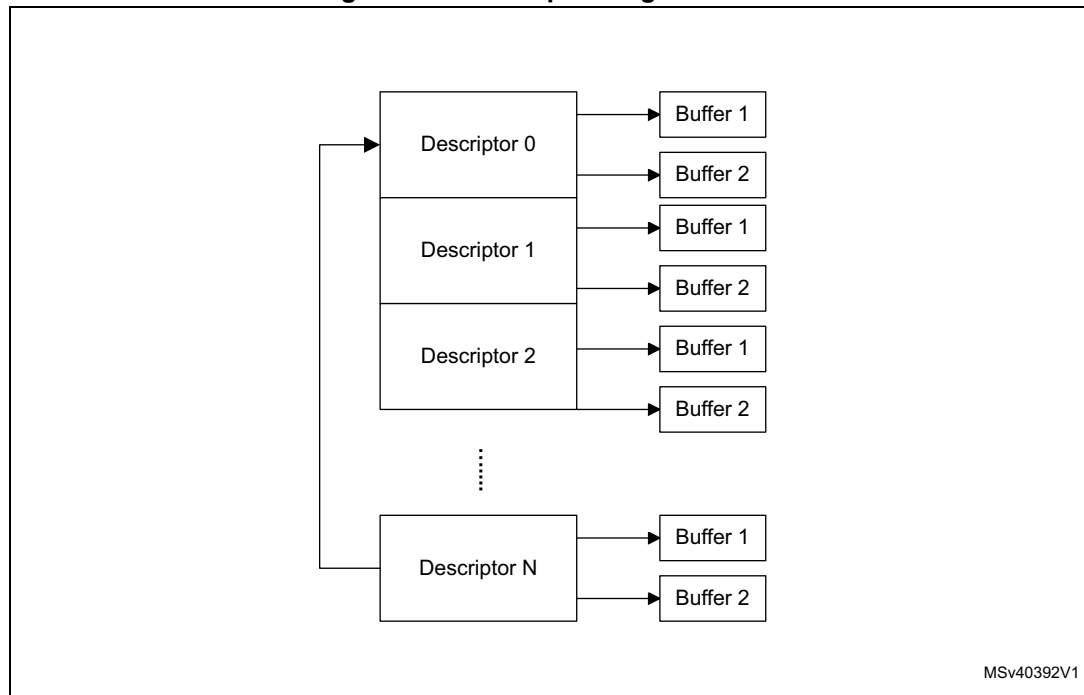 Descriptor 0
Buffer 1
Buffer 2
Descriptor 1
Buffer 1
Buffer 2
Descriptor 2
Buffer 1
Buffer 2
Descriptor N
Buffer 1
Buffer 2
MSv40392V1